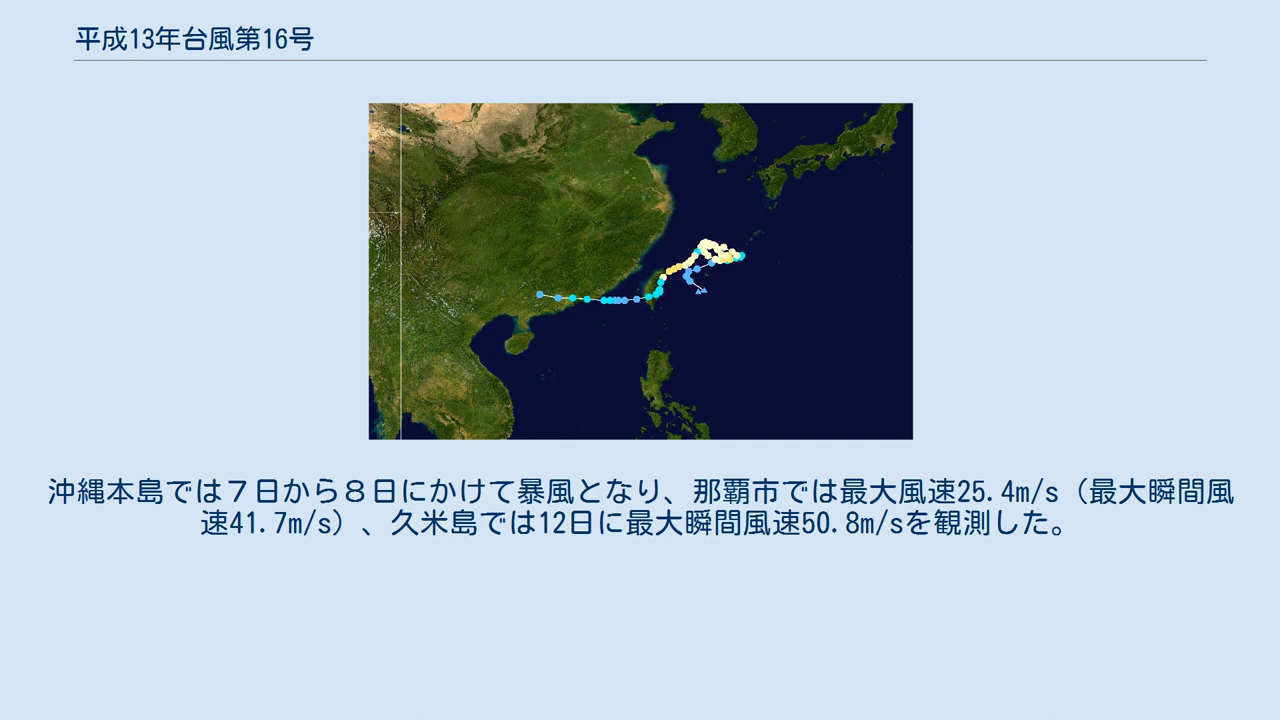 平成13年台風第16号
沖縄本島では７日から８日にかけて暴風となり、那覇市では最大風速25.4m/s（最大瞬間風
速41.7m/s）、久米島では12日に最大瞬間風速50.8m/sを観測した。